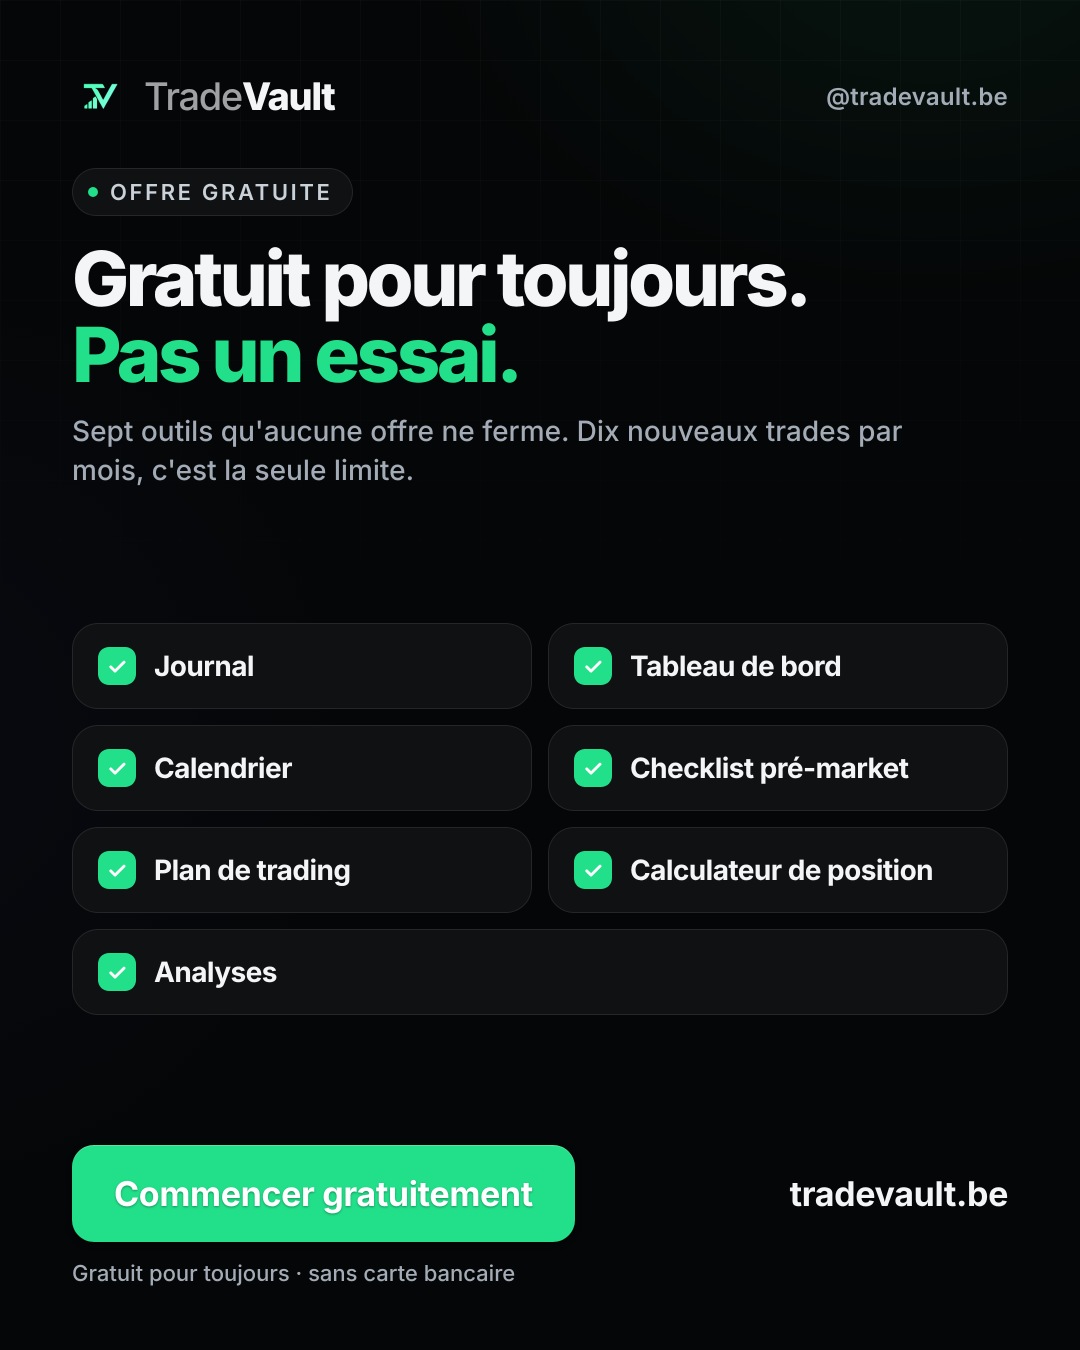 TradeVault
@tradevault.be
OFFRE GRATUITE
Gratuit pour toujours.
Pas un essai.
Sept outils qu'aucune offre ne ferme. Dix nouveaux trades par
mois, c'est la seule limite.
Journal
Tableau de bord
Calendrier
Checklist pré-market
Plan de trading
Calculateur de position
Analyses
Commencer gratuitement
tradevault.be
Gratuit pour toujours · sans carte bancaire